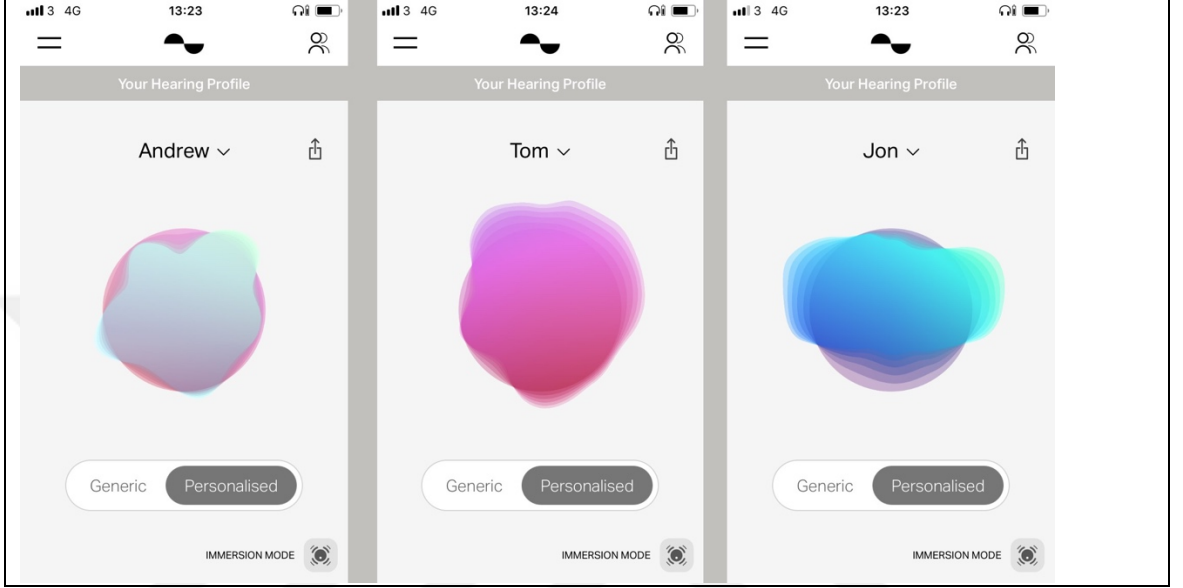 3 4G 13:23
Your Hearing Profile
Andrew
Generic Personalised
IMMERSION MODE
3 4G 13:24
Your Hearing Profile
Tom
Generic Personalised
IMMERSION MODE
3 4G 13:23
Your Hearing Profile
Jon
Generic Personalised
IMMERSION MODE